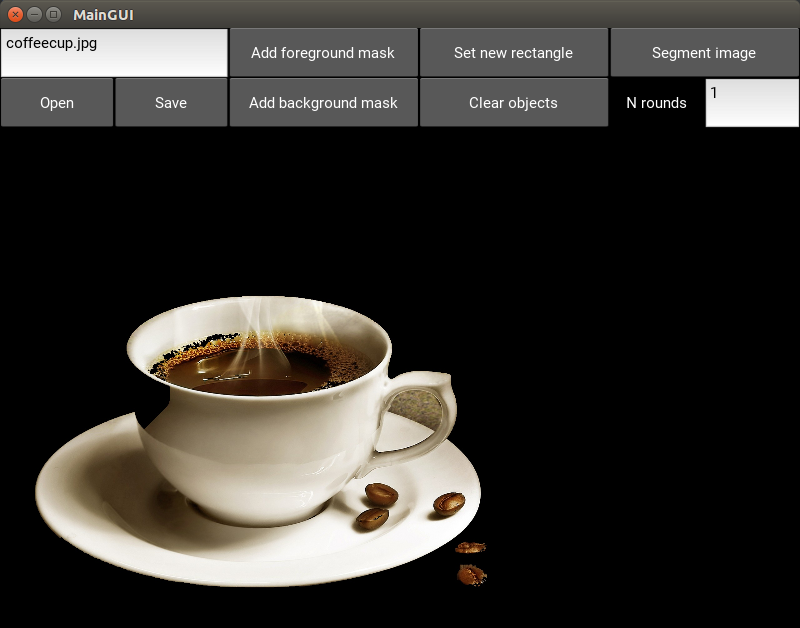 MainGUI
coffeecup.jpg
Add foreground mask
Set new rectangle
Segment image
Open
Save
Add background mask
Clear objects
N rounds
1